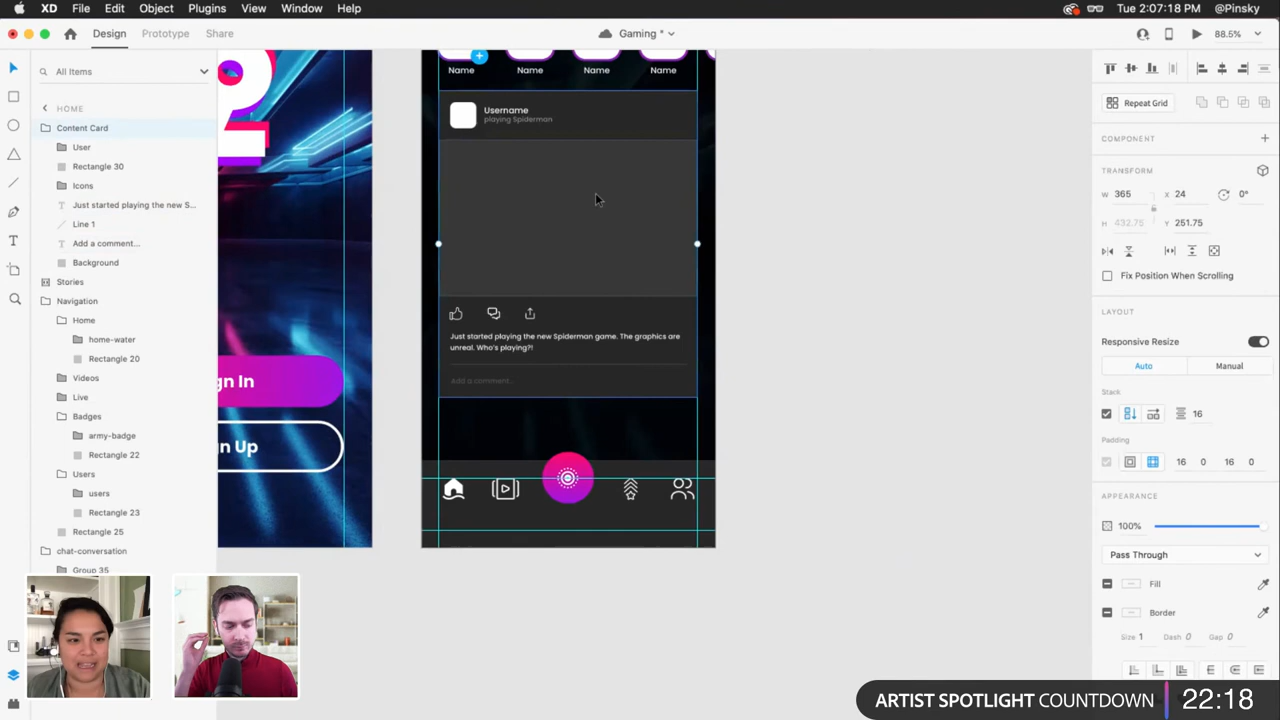 XD File Edit Object Plugins View Window Help
Tue 2:07:18 PM @Pinsky
Design Prototype Share
Gaming *
88.5%
All Items
HOME
Content Card
User
Rectangle 30
Icons
Just started playing the new S...
Line 1
Add a comment...
Background
Stories
Navigation
Home
home-water
Rectangle 20
Videos
Live
Badges
army-badge
Rectangle 22
Users
users
Rectangle 23
Rectangle 25
chat-conversation
Group 35
2
gn In
n Up
Name Name Name Name
Username
playing Spiderman
Just started playing the new Spiderman game. The graphics are
unreal. Who's playing?!
Add a comment...
Repeat Grid
COMPONENT
TRANSFORM
W 365 X 24 0°
H 432.75 Y 251.75
Fix Position When Scrolling
LAYOUT
Responsive Resize
Auto Manual
Stack
16
Padding
16 0 16 0
APPEARANCE
100%
Pass Through
Fill
Border
Size 1 Dash 0 Gap 0
ARTIST SPOTLIGHT COUNTDOWN 22:18